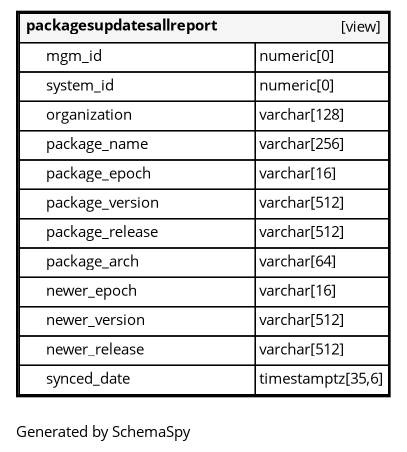 packagesupdatesallreport [view]
mgm_id numeric[0]
system_id numeric[0]
organization varchar[128]
package_name varchar[256]
package_epoch varchar[16]
package_version varchar[512]
package_release varchar[512]
package_arch varchar[64]
newer_epoch varchar[16]
newer_version varchar[512]
newer_release varchar[512]
synced_date timestamptz[35,6]
Generated by SchemaSpy